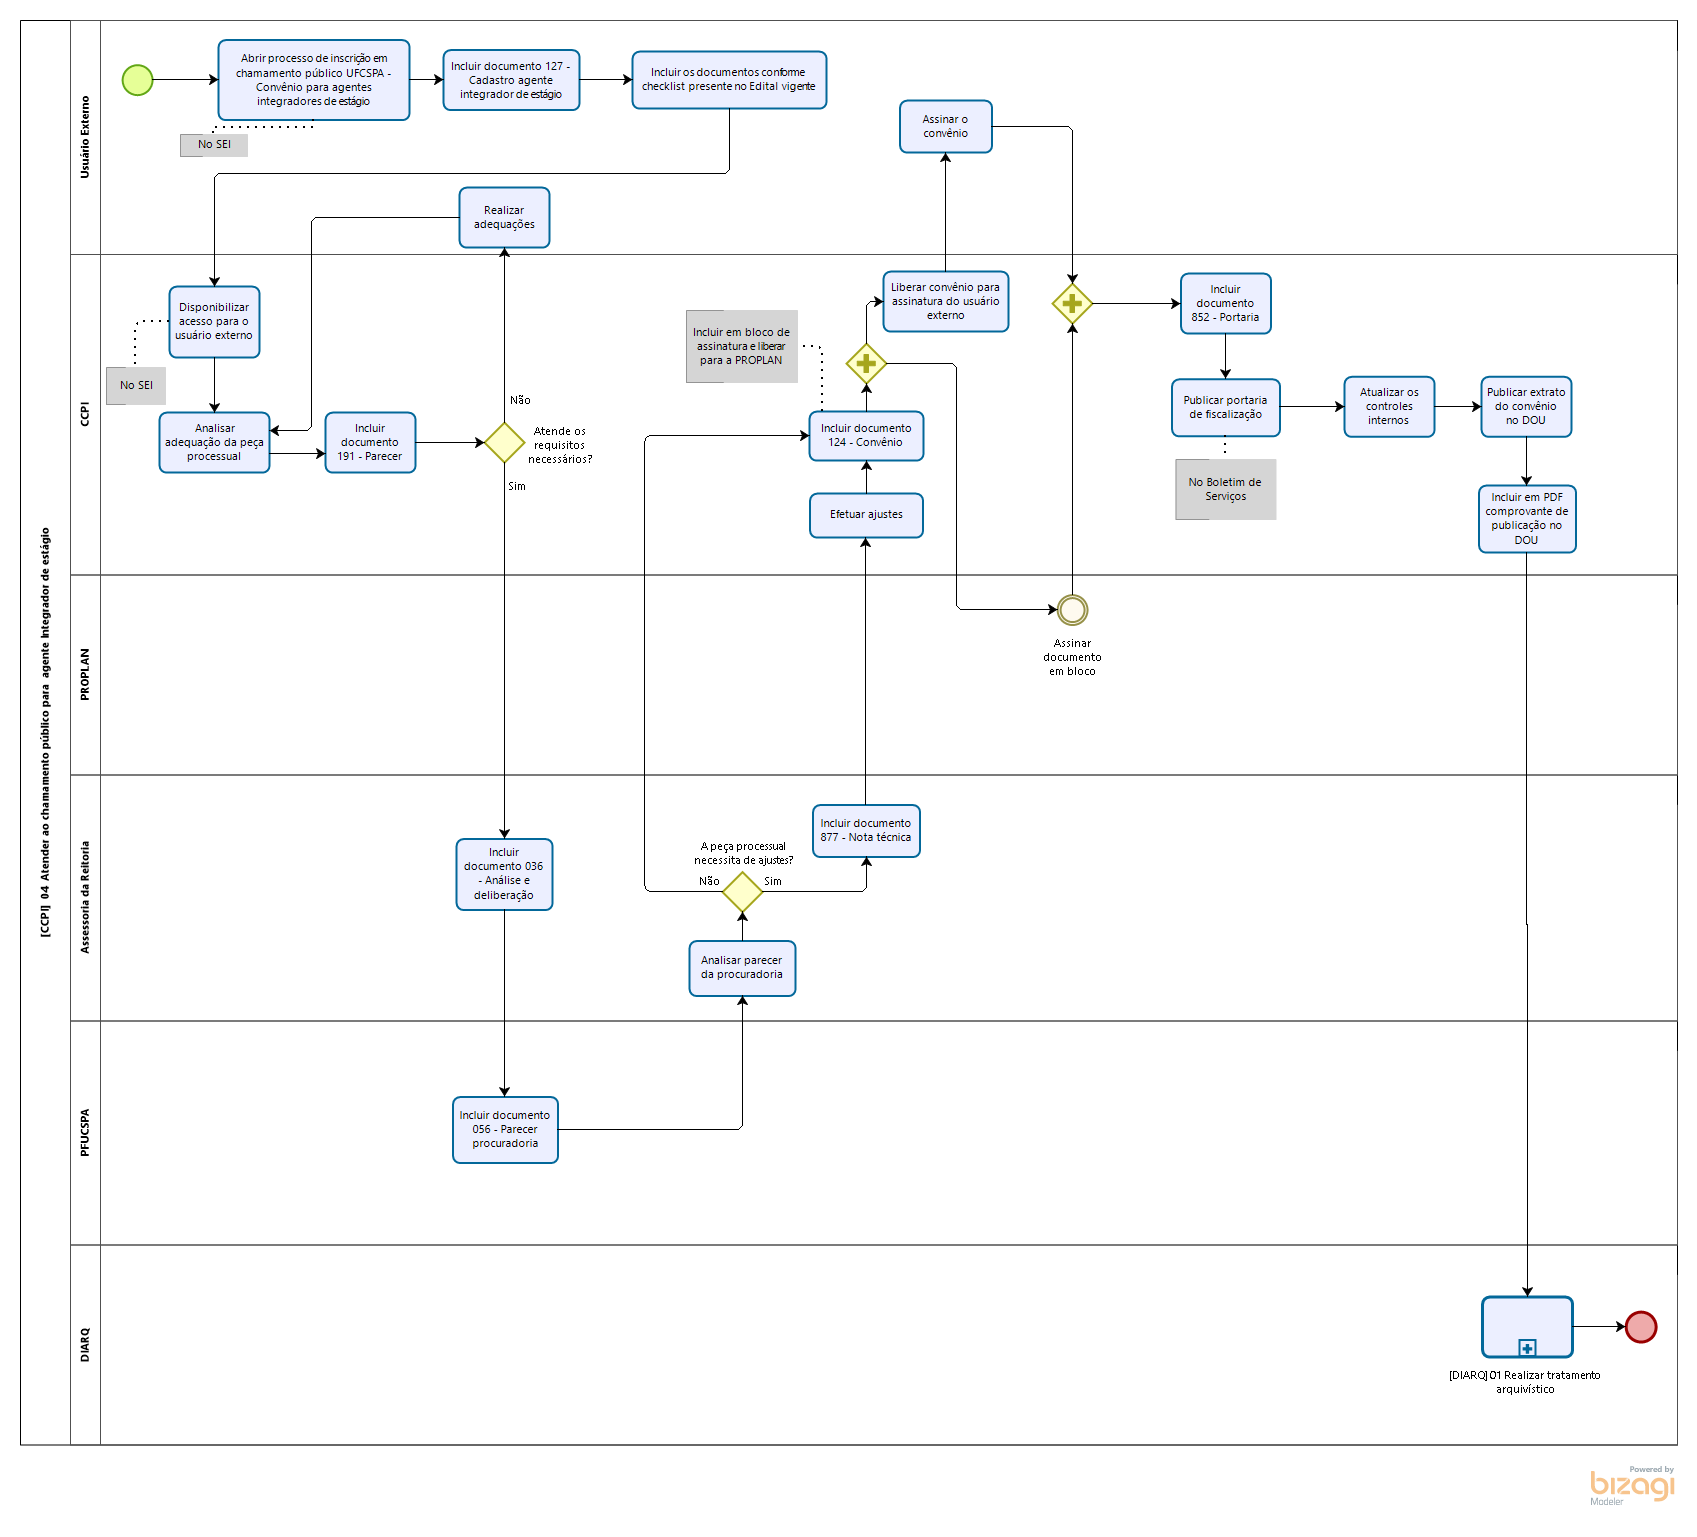 [CCPI] 04 Atender ao chamamento público para agente Integrador de estágio
Usuário Externo
Abrir processo de inscrição em
chamamento público UFCSPA -
Convênio para agentes
integradores de estágio
No SEI
Incluir documento 127 -
Cadastro agente
integrador de estágio
Incluir os documentos conforme
checklist presente no Edital vigente
Assinar o
convênio
Realizar
adequações
CCPI
Disponibilizar
acesso para o
usuário externo
No SEI
Analisar
adequação da peça
processual
Incluir
documento
191 - Parecer
Não
Atende os
requisitos
necessários?
Sim
Incluir em bloco de
assinatura e liberar
para a PROPLAN
Liberar convênio para
assinatura do usuário
externo
Incluir documento
124 - Convênio
Efetuar ajustes
Incluir
documento
852 - Portaria
Publicar portaria
de fiscalização
No Boletim de
Serviços
Atualizar os
controles
internos
Publicar extrato
do convênio
no DOU
Incluir em PDF
comprovante de
publicação no
DOU
PROPLAN
Assinar
documento
em bloco
Assessoria da Reitoria
Incluir
documento 036
- Análise e
deliberação
A peça processual
necessita de ajustes?
Não
Sim
Incluir documento
877 - Nota técnica
Analisar parecer
da procuradoria
PFUCSPA
Incluir documento
056 - Parecer
procuradoria
DIARQ
[DIARQ]01 Realizar tratamento
arquivístico
Powered by
bizagi
Modeler